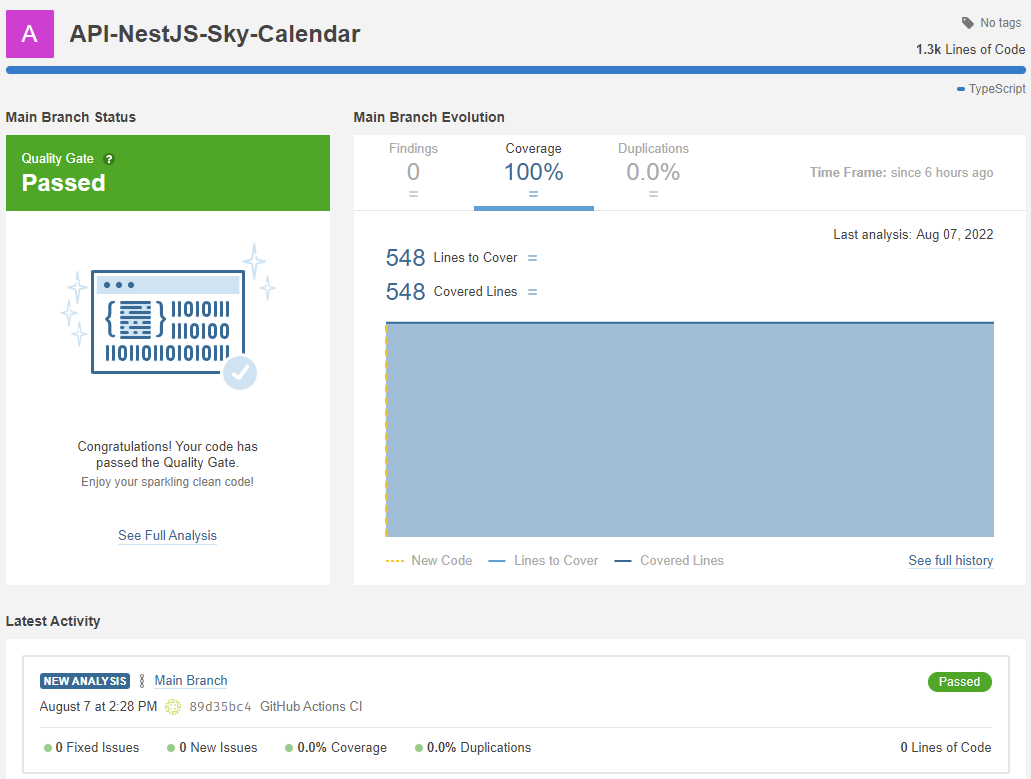 A
API-NestJS-Sky-Calendar
No tags
1.3k Lines of Code
TypeScript
Main Branch Status
Quality Gate ?
Passed
{ } IIOIOIII
IIIOIOO
IIOIIOIIOIOIOIII
Congratulations! Your code has
passed the Quality Gate.
Enjoy your sparkling clean code!
See Full Analysis
Main Branch Evolution
Findings
0
=
Coverage
100%
=
Duplications
0.0%
=
Time Frame: since 6 hours ago
Last analysis: Aug 07, 2022
548 Lines to Cover =
548 Covered Lines =
New Code Lines to Cover Covered Lines
See full history
Latest Activity
NEW ANALYSIS Main Branch
Passed
August 7 at 2:28 PM 89d35bc4 GitHub Actions CI
0 Fixed Issues 0 New Issues 0.0% Coverage 0.0% Duplications 0 Lines of Code